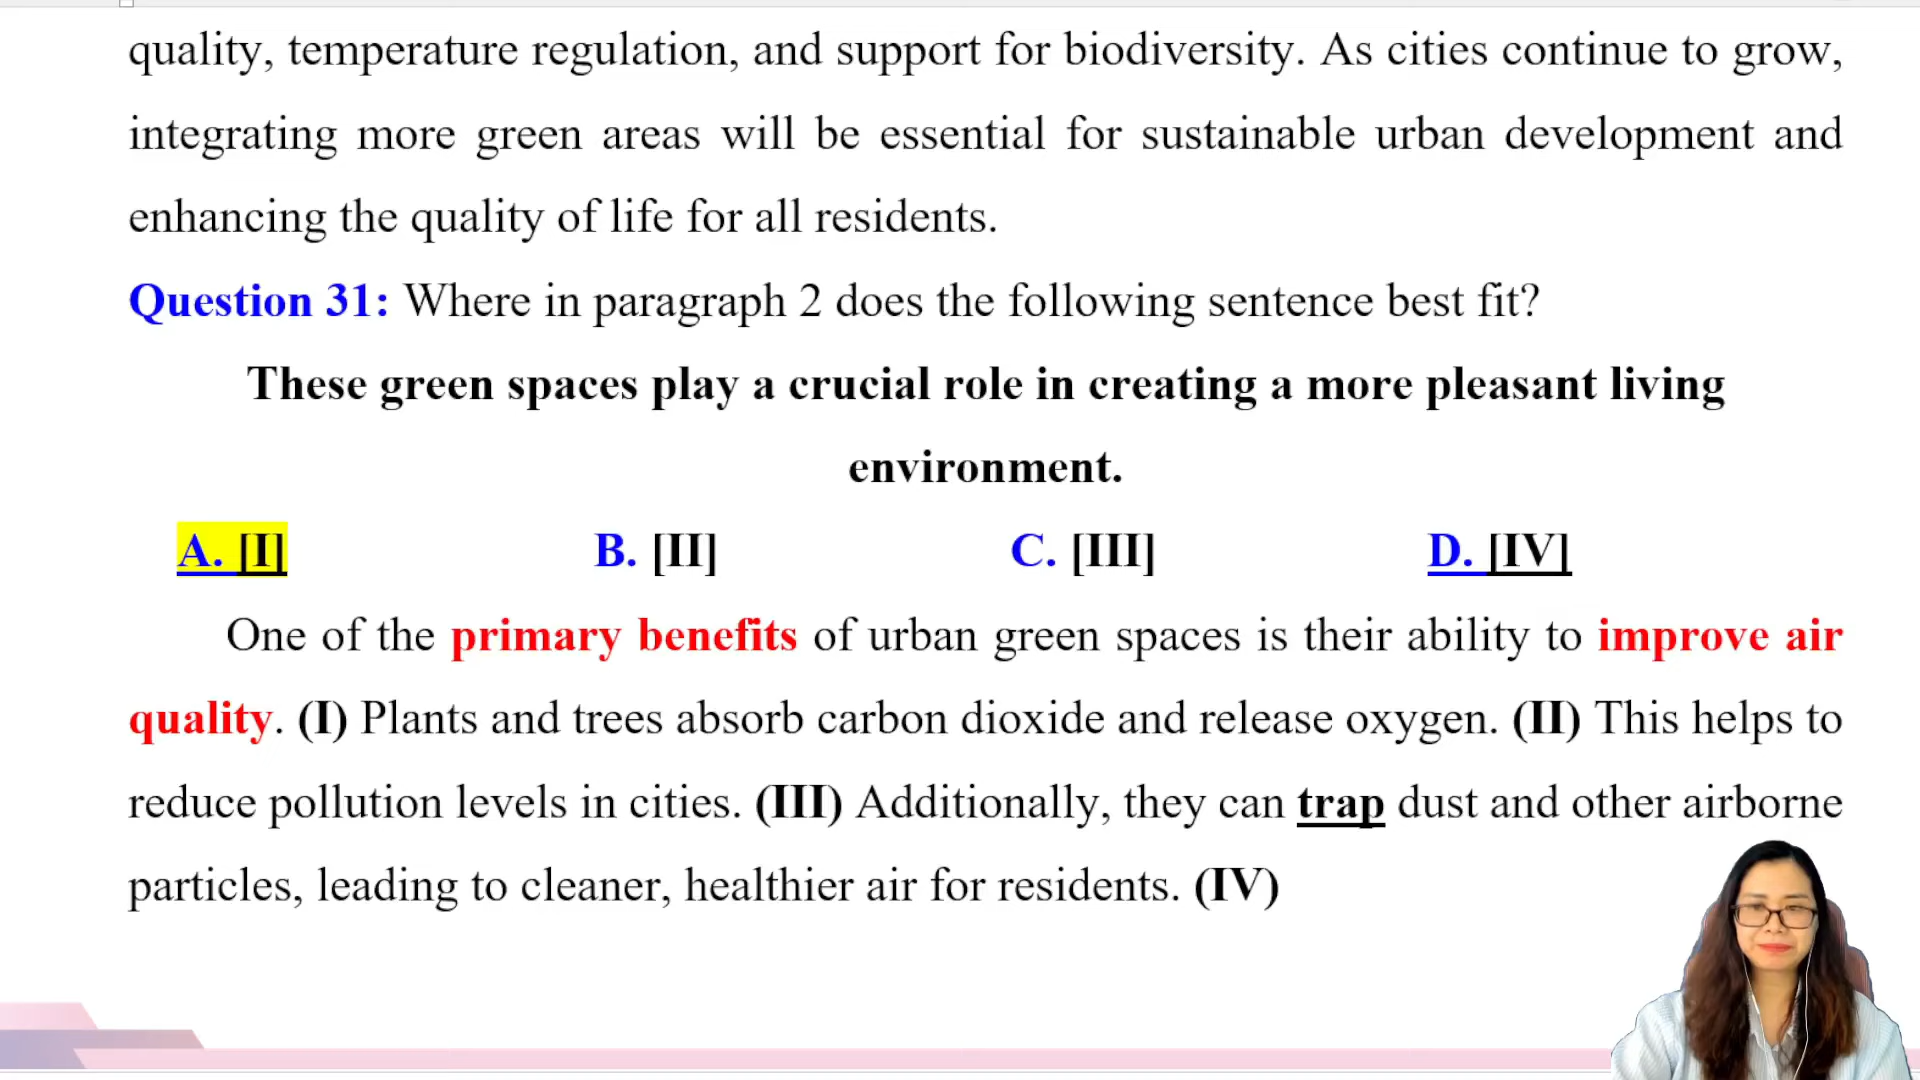 quality, temperature regulation, and support for biodiversity. As cities continue to grow,
integrating more green areas will be essential for sustainable urban development and
enhancing the quality of life for all residents.
Question 31: Where in paragraph 2 does the following sentence best fit?
These green spaces play a crucial role in creating a more pleasant living
environment.
A. [I] B. [II] C. [III] D. [IV]
One of the primary benefits of urban green spaces is their ability to improve air
quality. (I) Plants and trees absorb carbon dioxide and release oxygen. (II) This helps to
reduce pollution levels in cities. (III) Additionally, they can trap dust and other airborne
particles, leading to cleaner, healthier air for residents. (IV)